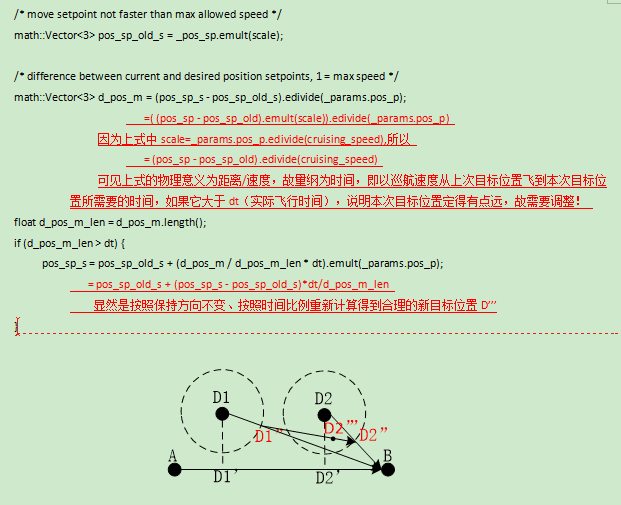 /* move setpoint not faster than max allowed speed */
math::Vector<3> pos_sp_old_s = _pos_sp.emult(scale);
/* difference between current and desired position setpoints, 1 = max speed */
math::Vector<3> d_pos_m = (pos_sp_s - pos_sp_old_s).edivide(_params.pos_p);
=( (pos_sp - pos_sp_old).emult(scale)).edivide(_params.pos_p)
因为上式中 scale=_params.pos_p.edivide(cruising_speed),所以
= (pos_sp - pos_sp_old).edivide(cruising_speed)
可见上式的物理意义为距离/速度，故量纲为时间，即以巡航速度从上次目标位置飞到本次目标位
置所需要的时间，如果它大于 dt（实际飞行时间），说明本次目标位置定得有点远，故需要调整！
float d_pos_m_len = d_pos_m.length();
if (d_pos_m_len > dt) {
pos_sp_s = pos_sp_old_s + (d_pos_m / d_pos_m_len * dt).emult(_params.pos_p);
= pos_sp_old_s + (pos_sp_s - pos_sp_old_s)*dt/d_pos_m_len
显然是按照保持方向不变、按照时间比例重新计算得到合理的新目标位置 D’’’
}
D1 D2
D1’’ D2’’’ D2’’
A B
D1’ D2’